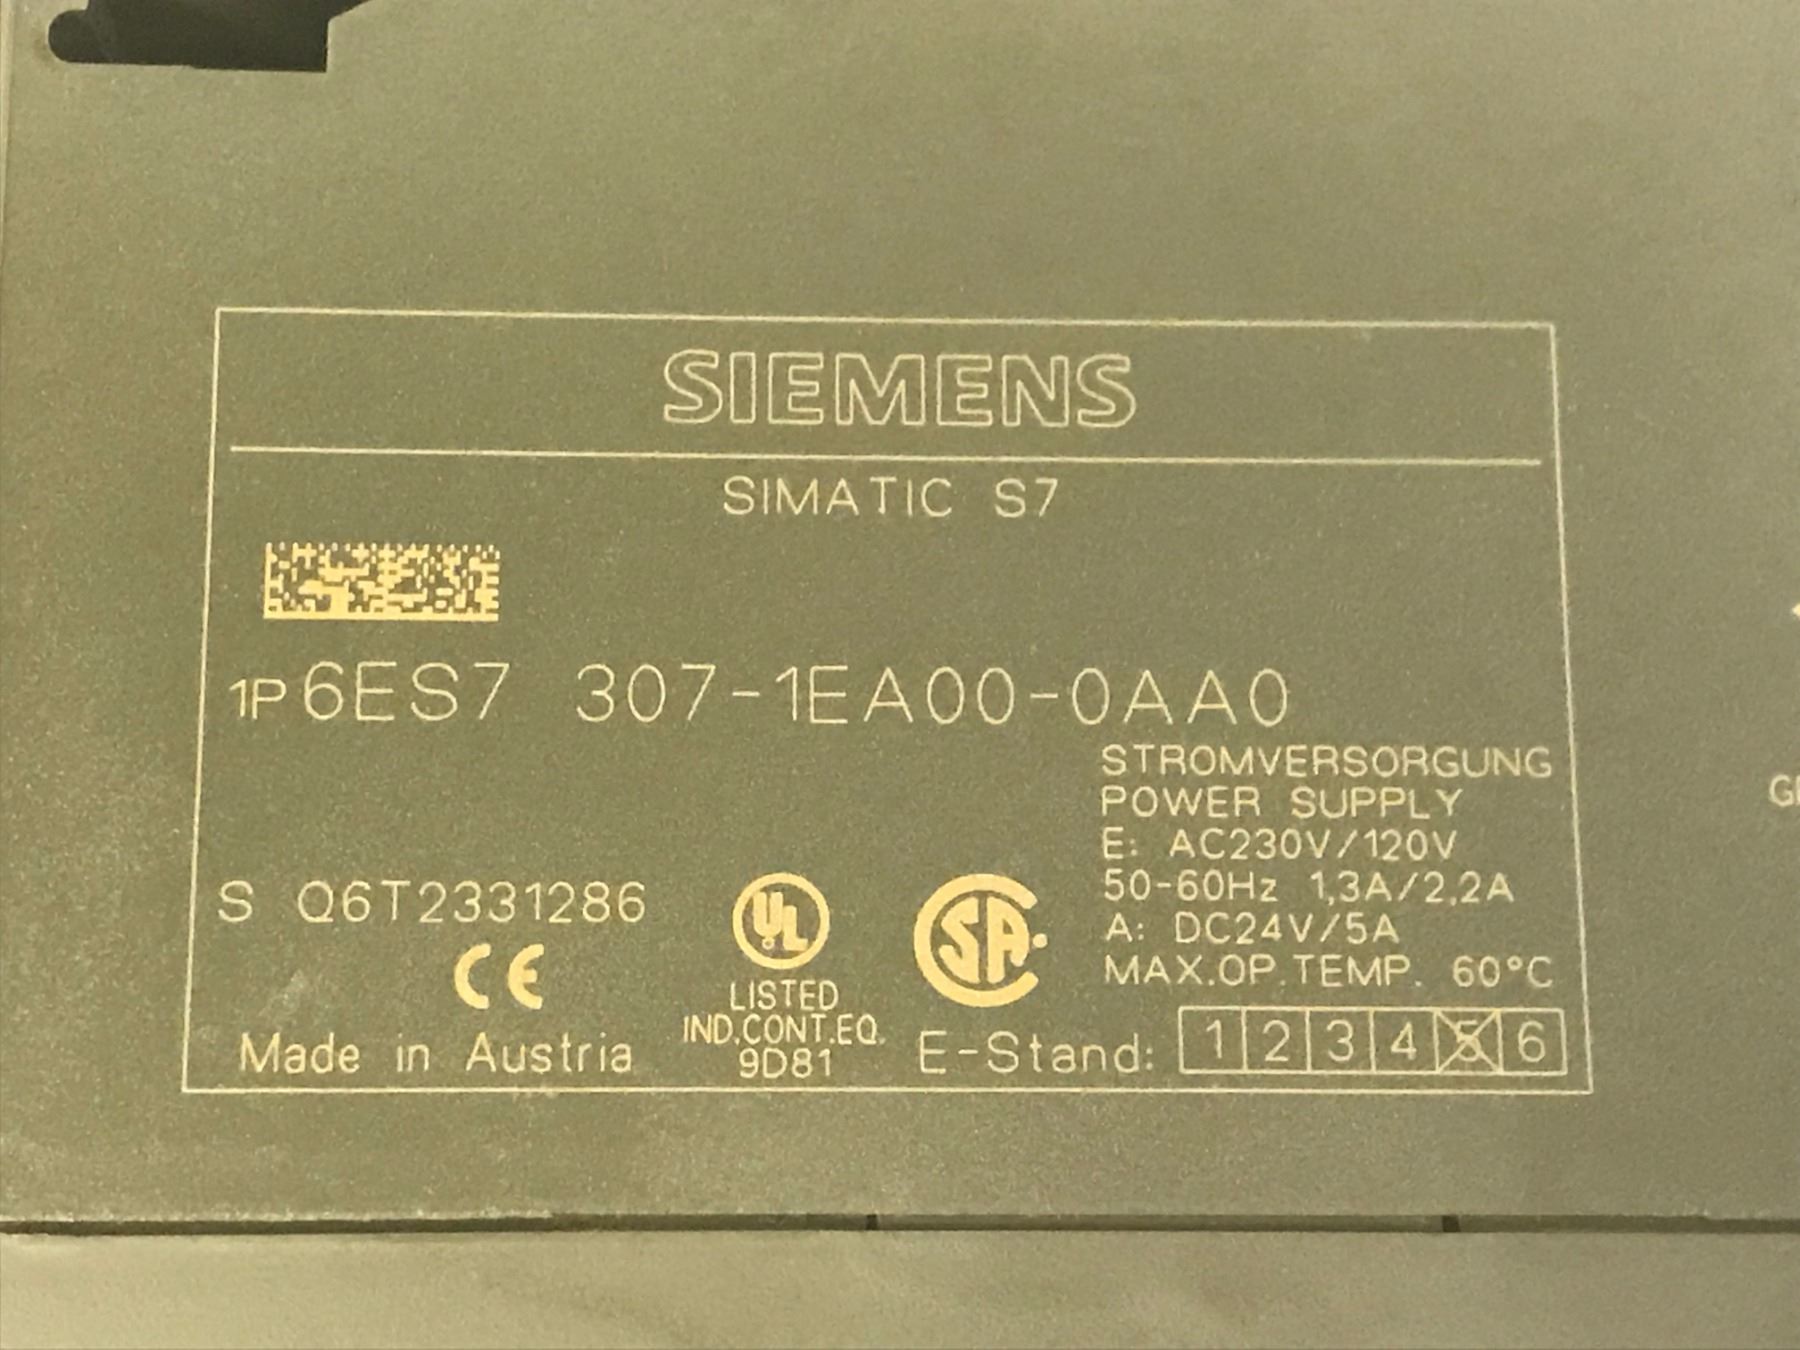 SIEMENS
SIMATIC S7
1P 6ES7 307-1EA00-0AA0
STROMVERSORGUNG
POWER SUPPLY
E: AC230V/120V
50-60Hz 1,3A/2,2A
A: DC24V/5A
MAX.OP.TEMP. 60°C
S Q6T2331286
CE
UL
LISTED
IND.CONT.EQ.
9D81
SA
Made in Austria
E-Stand: 1 2 3 4 5 6